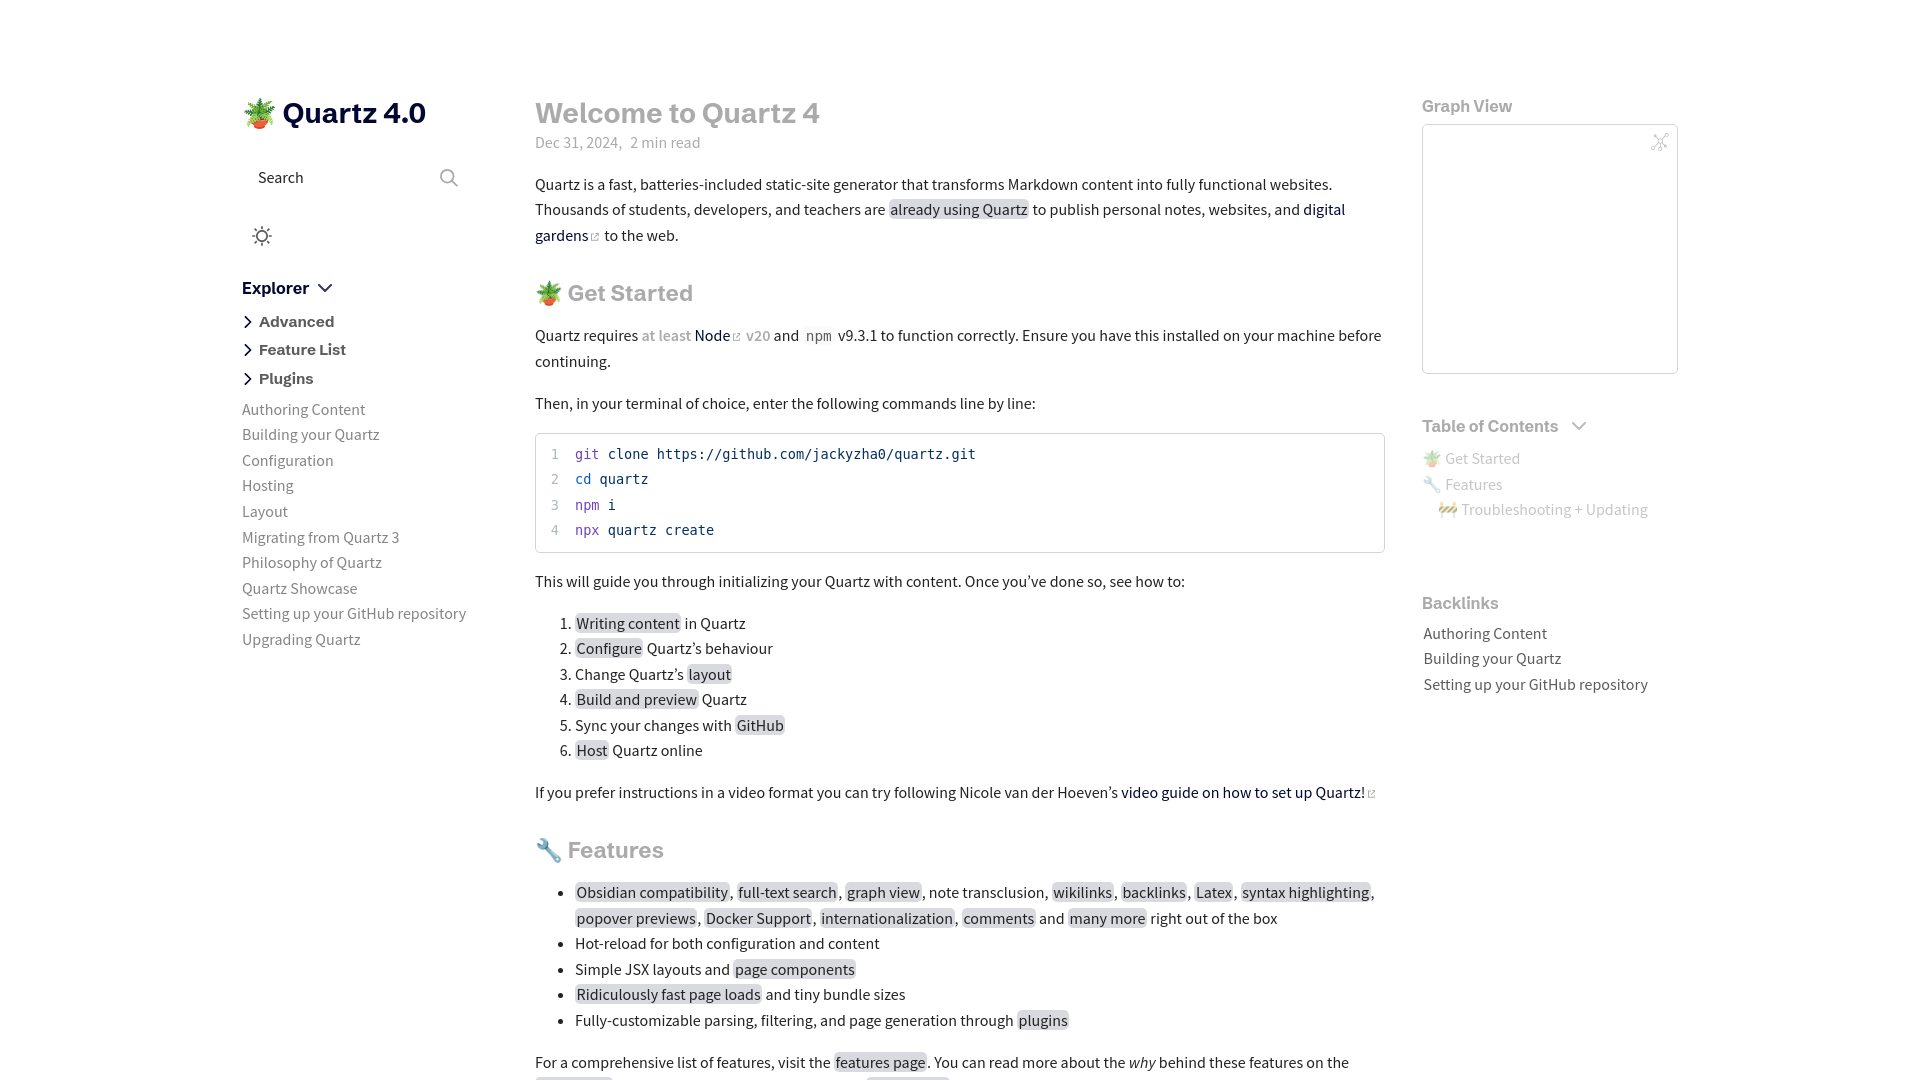 🪴 Quartz 4.0
Search
Explorer
Advanced
Feature List
Plugins
Authoring Content
Building your Quartz
Configuration
Hosting
Layout
Migrating from Quartz 3
Philosophy of Quartz
Quartz Showcase
Setting up your GitHub repository
Upgrading Quartz
Welcome to Quartz 4
Dec 31, 2024, 2 min read
Quartz is a fast, batteries-included static-site generator that transforms Markdown content into fully functional websites.
Thousands of students, developers, and teachers are already using Quartz to publish personal notes, websites, and digital
gardens to the web.
🪴 Get Started
Quartz requires at least Node v20 and npm v9.3.1 to function correctly. Ensure you have this installed on your machine before
continuing.
Then, in your terminal of choice, enter the following commands line by line:
1 git clone https://github.com/jackyzha0/quartz.git
2 cd quartz
3 npm i
4 npx quartz create
This will guide you through initializing your Quartz with content. Once you’ve done so, see how to:
1. Writing content in Quartz
2. Configure Quartz’s behaviour
3. Change Quartz’s layout
4. Build and preview Quartz
5. Sync your changes with GitHub
6. Host Quartz online
If you prefer instructions in a video format you can try following Nicole van der Hoeven’s video guide on how to set up Quartz!
🔧 Features
• Obsidian compatibility, full-text search, graph view, note transclusion, wikilinks, backlinks, Latex, syntax highlighting,
popover previews, Docker Support, internationalization, comments and many more right out of the box
• Hot-reload for both configuration and content
• Simple JSX layouts and page components
• Ridiculously fast page loads and tiny bundle sizes
• Fully-customizable parsing, filtering, and page generation through plugins
For a comprehensive list of features, visit the features page. You can read more about the why behind these features on the
Graph View
Table of Contents
🪴 Get Started
🔧 Features
🚧 Troubleshooting + Updating
Backlinks
Authoring Content
Building your Quartz
Setting up your GitHub repository